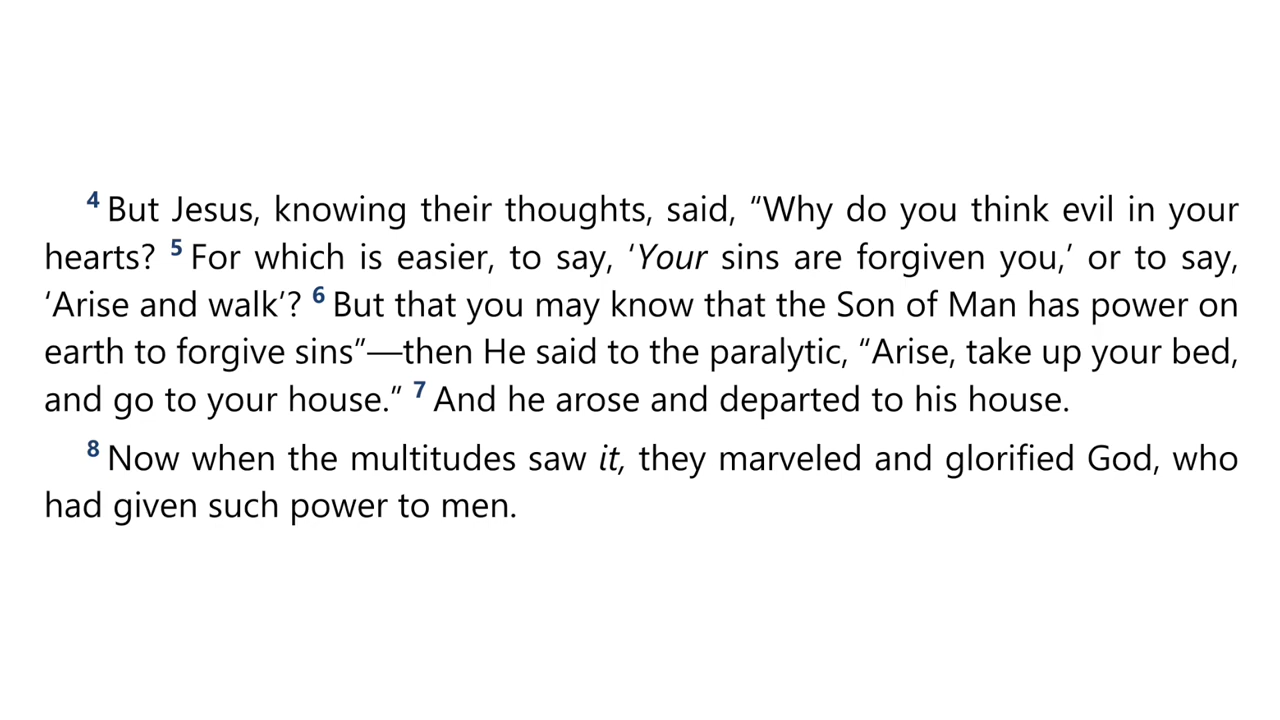 4 But Jesus, knowing their thoughts, said, “Why do you think evil in your
hearts? 5 For which is easier, to say, ‘Your sins are forgiven you,’ or to say,
‘Arise and walk’? 6 But that you may know that the Son of Man has power on
earth to forgive sins”—then He said to the paralytic, “Arise, take up your bed,
and go to your house.” 7 And he arose and departed to his house.
8 Now when the multitudes saw it, they marveled and glorified God, who
had given such power to men.